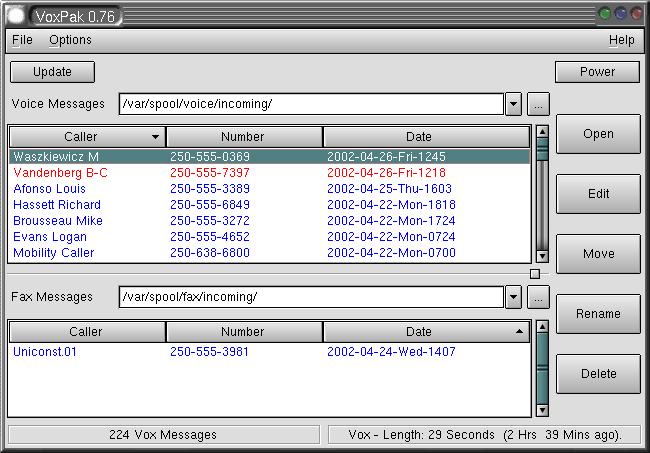 VoxPak 0.76
File Options Help
Update Power
Voice Messages /var/spool/voice/incoming/ ...
Caller Number Date
Waszkiewicz M 250-555-0369 2002-04-26-Fri-1245
Vandenberg B-C 250-555-7397 2002-04-26-Fri-1218
Afonso Louis 250-555-3389 2002-04-25-Thu-1603
Hassett Richard 250-555-6849 2002-04-22-Mon-1818
Brousseau Mike 250-555-3272 2002-04-22-Mon-1724
Evans Logan 250-555-4652 2002-04-22-Mon-0724
Mobility Caller 250-638-6800 2002-04-22-Mon-0700
Fax Messages /var/spool/fax/incoming/ ...
Caller Number Date
Uniconst.01 250-555-3981 2002-04-24-Wed-1407
Open
Edit
Move
Rename
Delete
224 Vox Messages Vox - Length: 29 Seconds (2 Hrs 39 Mins ago).